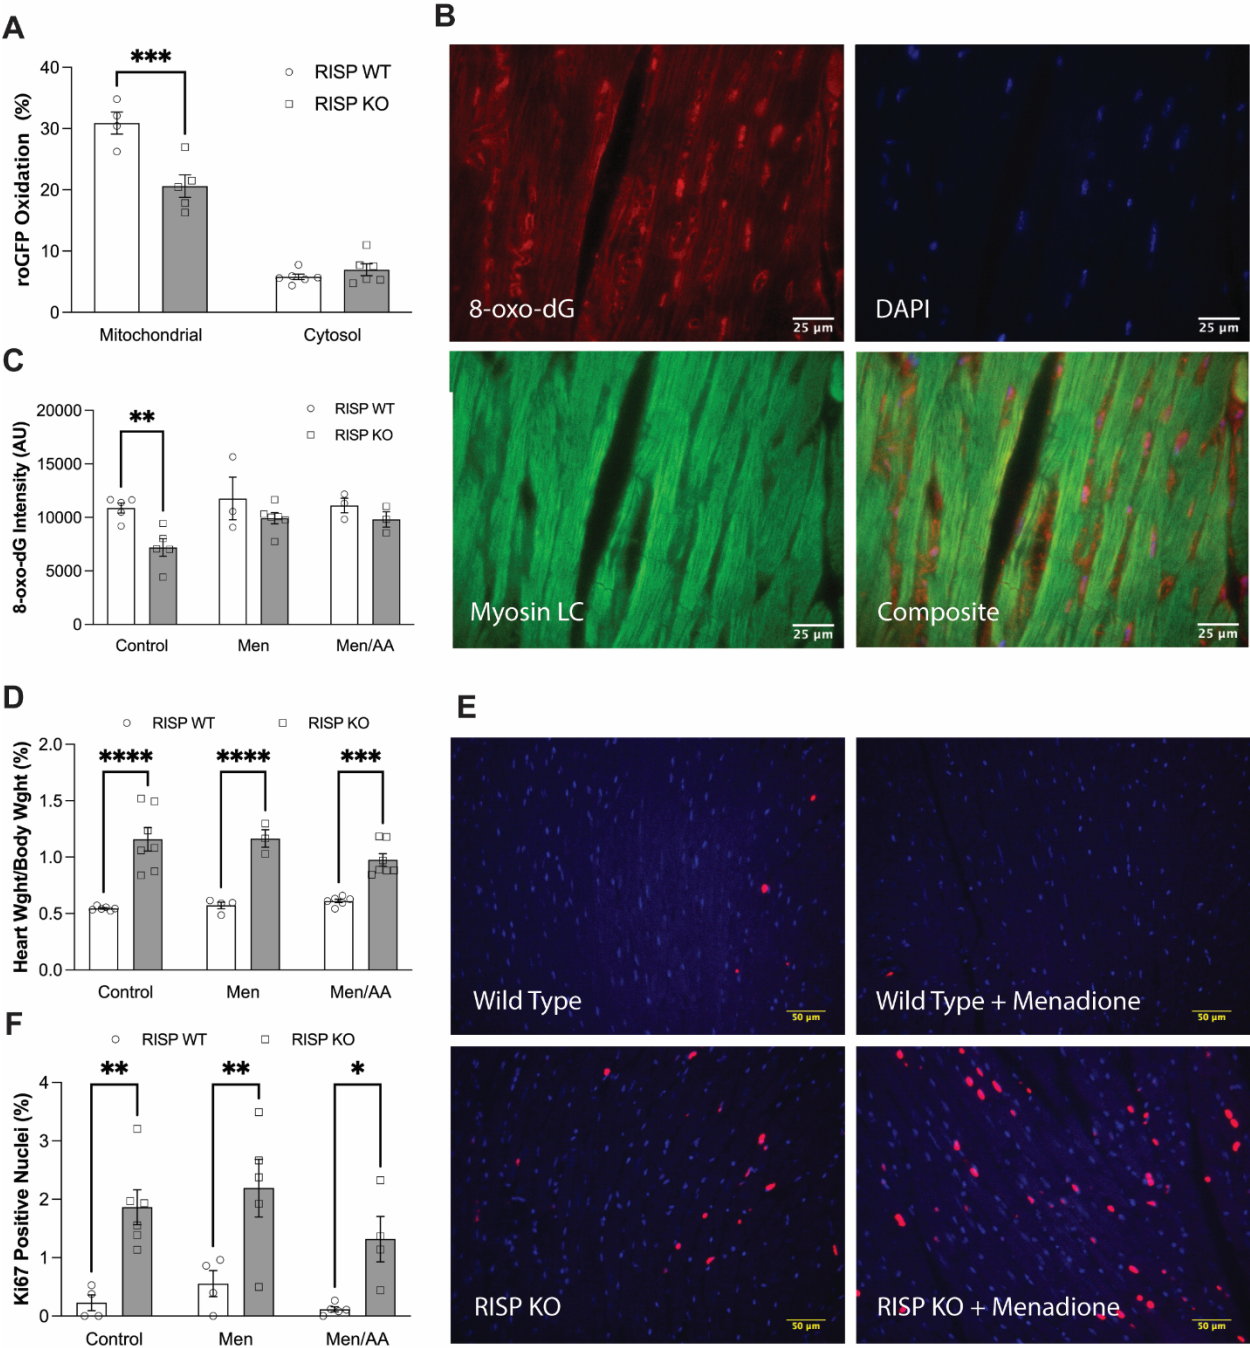 A
***
RISP WT
RISP KO
roGFP Oxidation (%)
40
30
20
10
0
Mitochondrial
Cytosol
B
8-oxo-dG
25 µm
DAPI
25 µm
Myosin LC
25 µm
Composite
25 µm
C
**
RISP WT
RISP KO
8-oxo-dG Intensity (AU)
20000
15000
10000
5000
0
Control
Men
Men/AA
D
RISP WT
RISP KO
****
****
***
Heart Wght/Body Wght (%)
2.0
1.5
1.0
0.5
0.0
Control
Men
Men/AA
E
Wild Type
50 µm
Wild Type + Menadione
50 µm
RISP KO
50 µm
RISP KO + Menadione
50 µm
F
RISP WT
RISP KO
**
**
*
Ki67 Positive Nuclei (%)
4
3
2
1
0
Control
Men
Men/AA